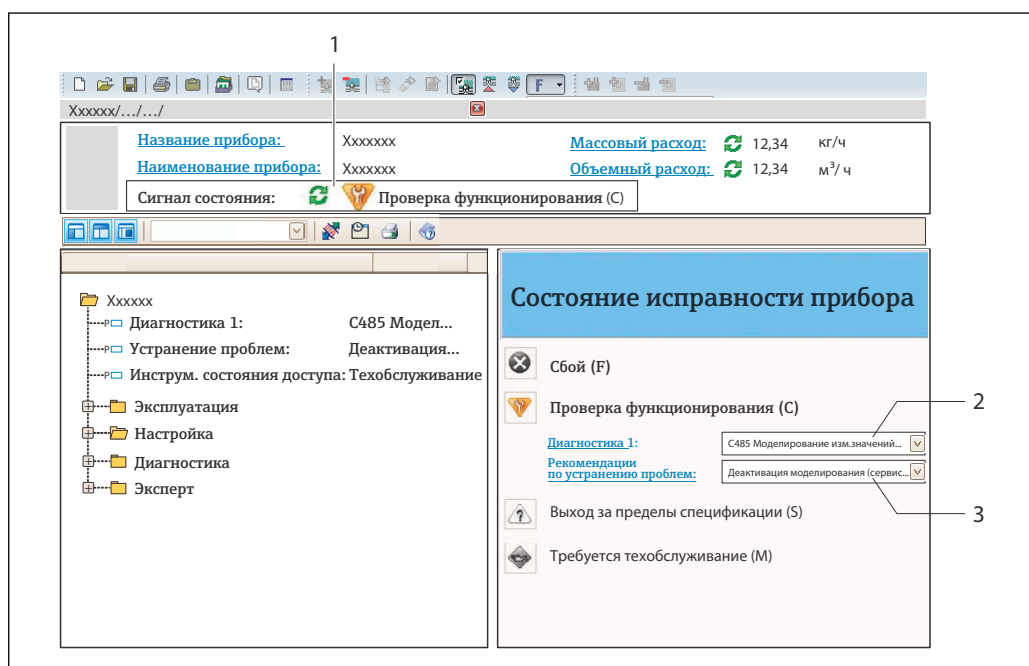 1
F
Xxxxxx/.../.../
Название прибора: Xxxxxxx Массовый расход: 12,34 кг/ч
Наименование прибора: Xxxxxxx Объемный расход: 12,34 м³/ ч
Сигнал состояния: Проверка функционирования (C)
Xxxxxx
P Диагностика 1: C485 Модел...
P Устранение проблем: Деактивация...
P Инструм. состояния доступа: Техобслуживание
Эксплуатация
Настройка
Диагностика
Эксперт
Состояние исправности прибора
Сбой (F)
Проверка функционирования (C)
2
Диагностика 1: C485 Моделирование изм.значений...
Рекомендации
по устранению проблем: Деактивация моделирования (сервис...
Выход за пределы спецификации (S)
3
Требуется техобслуживание (M)